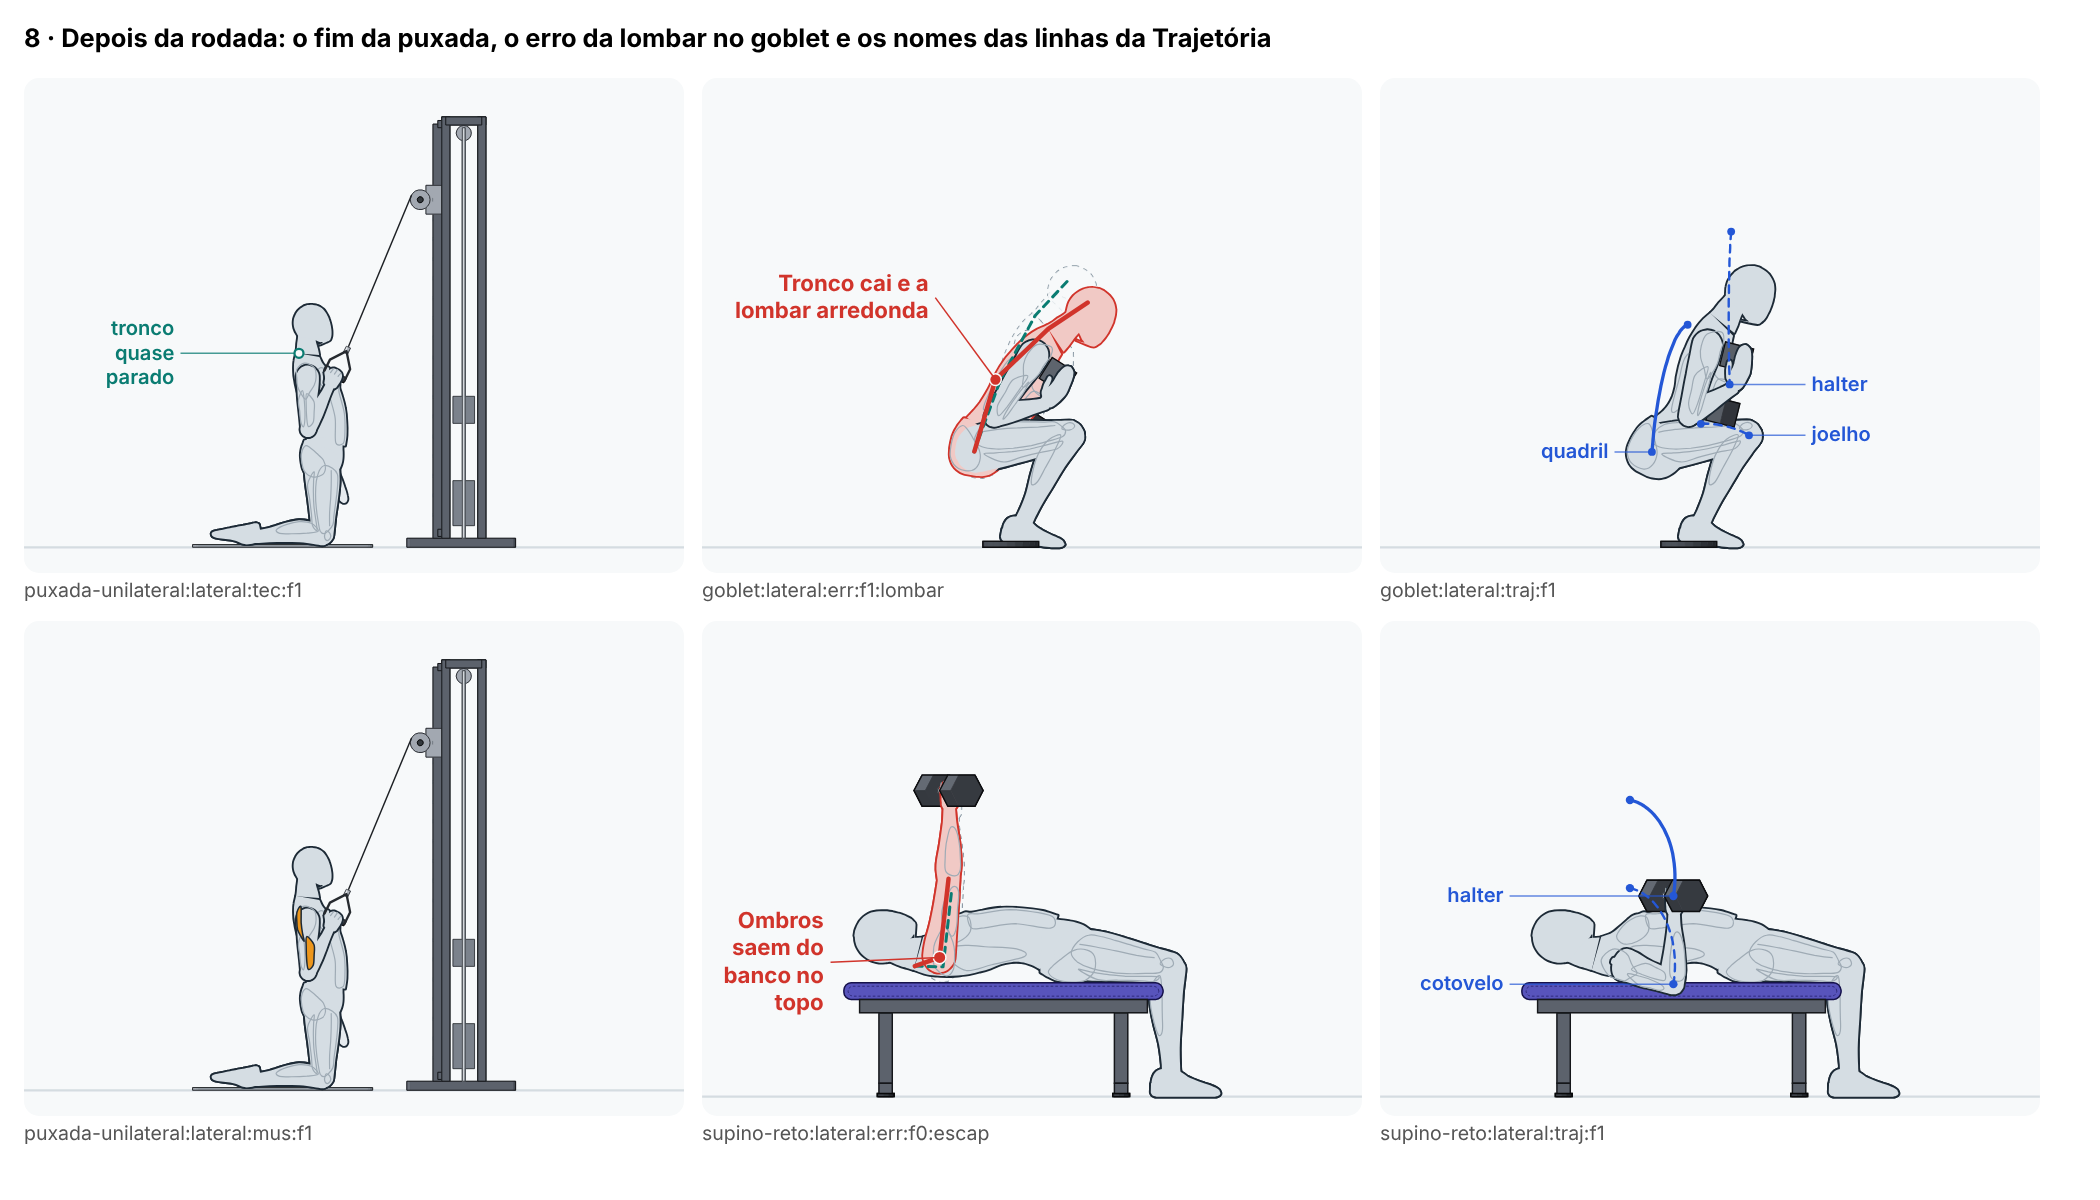 8 · Depois da rodada: o fim da puxada, o erro da lombar no goblet e os nomes das linhas da Trajetória
tronco
quase
parado
puxada-unilateral:lateral:tec:f1
Tronco cai e a
lombar arredonda
goblet:lateral:err:f1:lombar
halter
joelho
quadril
goblet:lateral:traj:f1
puxada-unilateral:lateral:mus:f1
Ombros
saem do
banco no
topo
supino-reto:lateral:err:f0:escap
halter
cotovelo
supino-reto:lateral:traj:f1